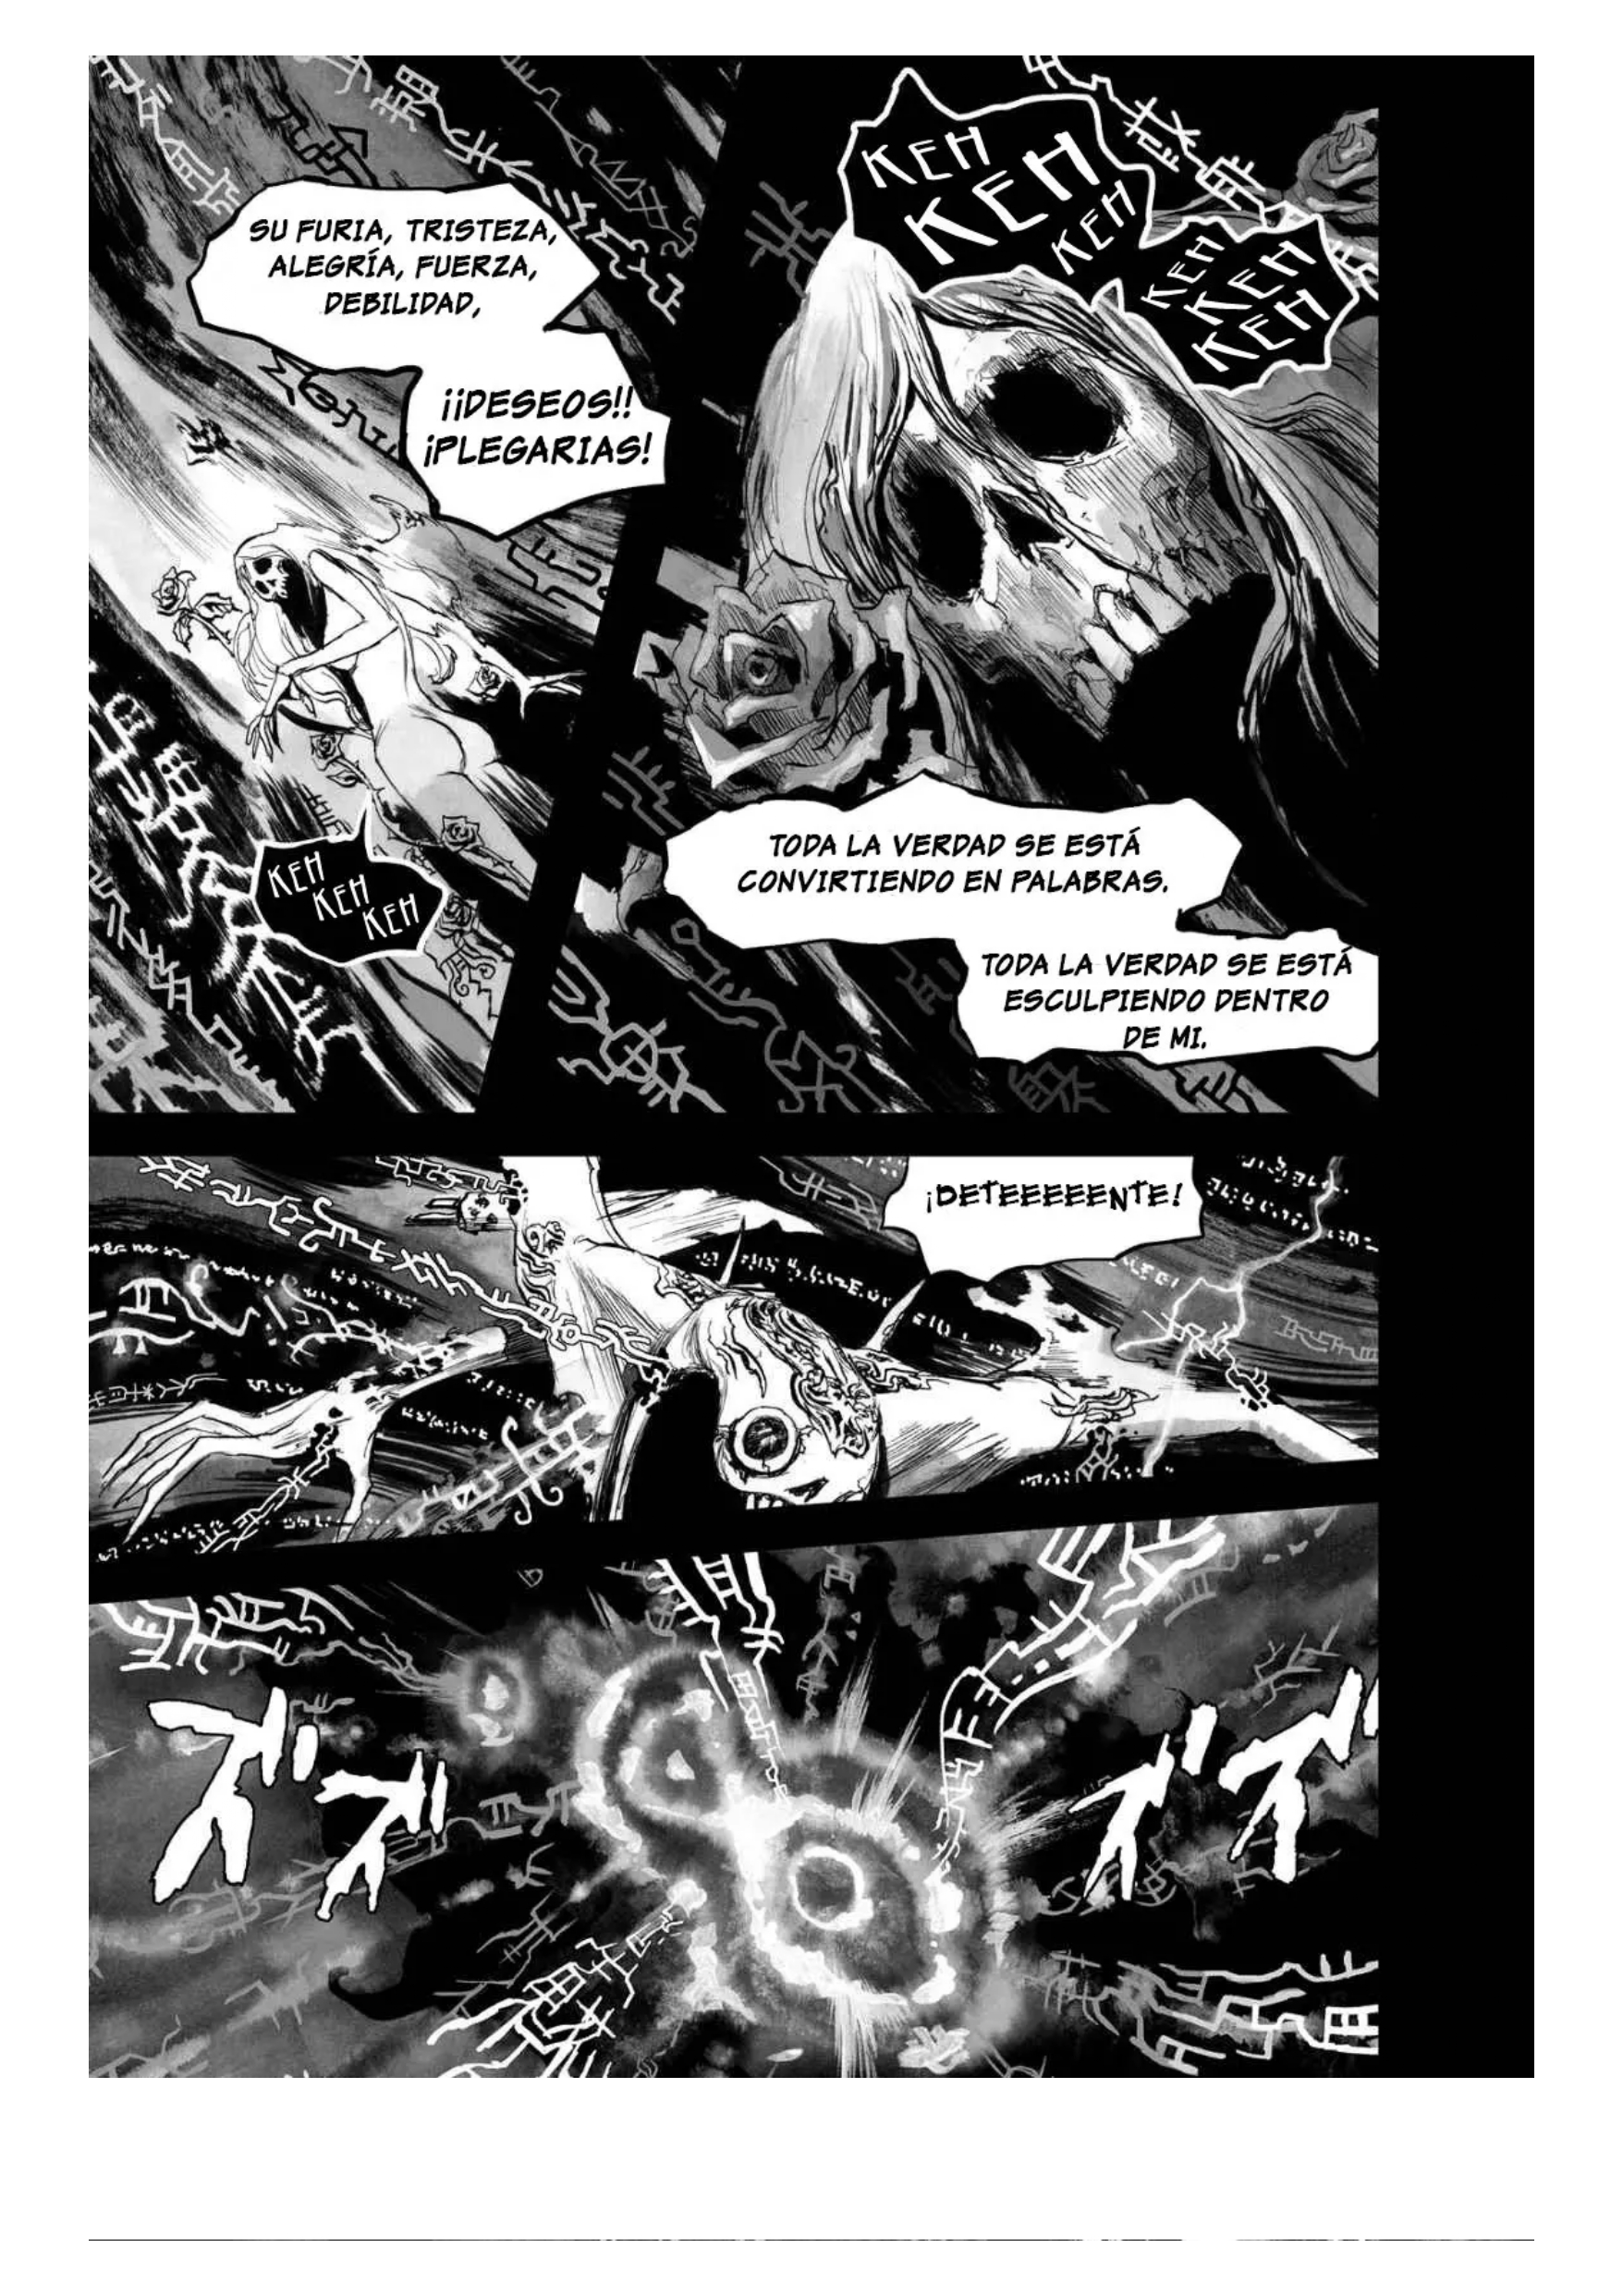 KEH
KEH
KEH
KEH
KEH
KEH
TODA LA VERDAD SE ESTÁ
CONVIRTIENDO EN PALABRAS.
TODA LA VERDAD SE ESTÁ
ESCULPIENDO DENTRO
DE MI.
SU FURIA, TRISTEZA,
ALEGRÍA, FUERZA,
DEBILIDAD,
¡¡DESEOS!!
¡PLEGARIAS!
KEH
KEH
KEH
¡DETEEEEENTE!
ズズ
ズズ